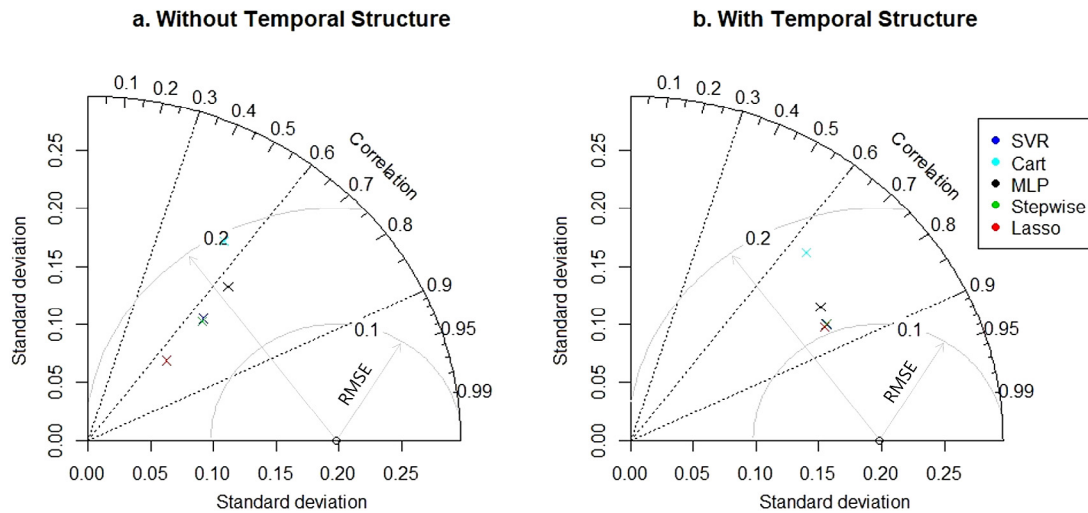 a. Without Temporal Structure
0.1 0.2 0.3 0.4 0.5 0.6 0.7 0.8 0.9 0.95 0.99
Correlation
Standard deviation
0.25
0.20
0.15
0.10
0.05
0.00
0.2
0.1
RMSE
0.00 0.05 0.10 0.15 0.20 0.25
Standard deviation
b. With Temporal Structure
0.1 0.2 0.3 0.4 0.5 0.6 0.7 0.8 0.9 0.95 0.99
Correlation
Standard deviation
0.25
0.20
0.15
0.10
0.05
0.00
0.2
0.1
RMSE
0.00 0.05 0.10 0.15 0.20 0.25
Standard deviation
SVR
Cart
MLP
Stepwise
Lasso